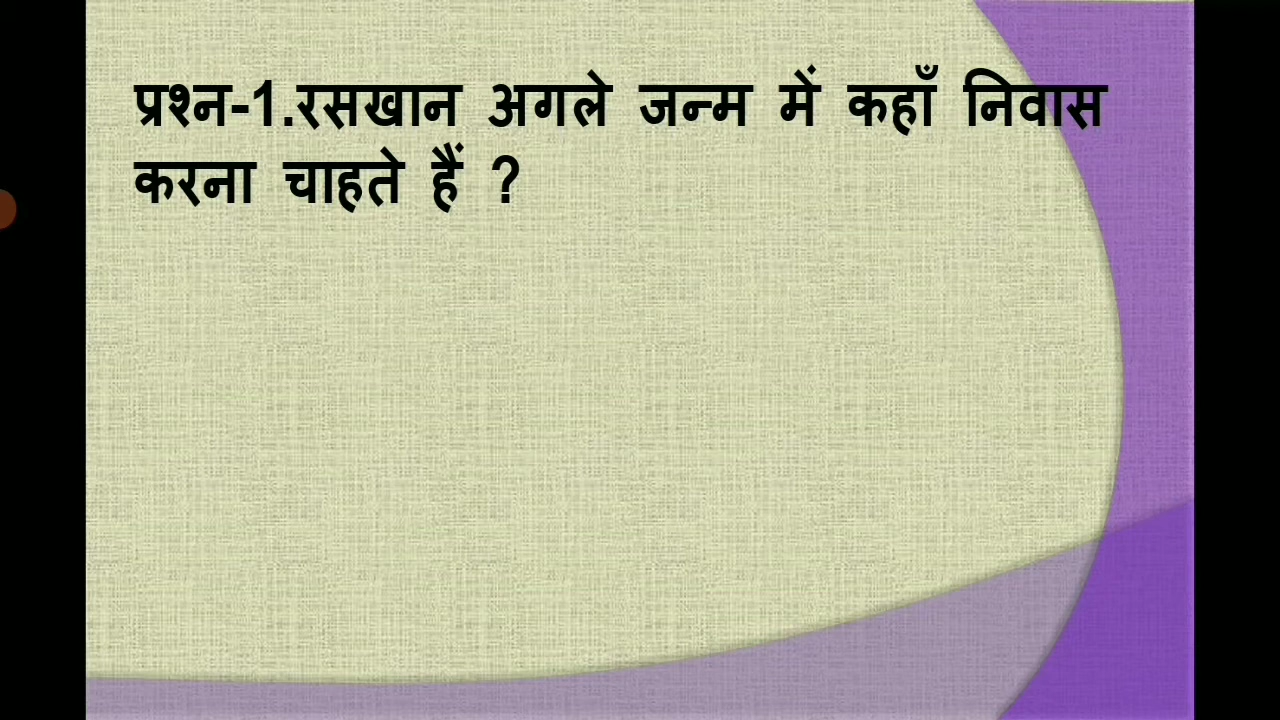 प्रश्न-1.रसखान अगले जन्म में कहाँ निवास
करना चाहते हैं ?